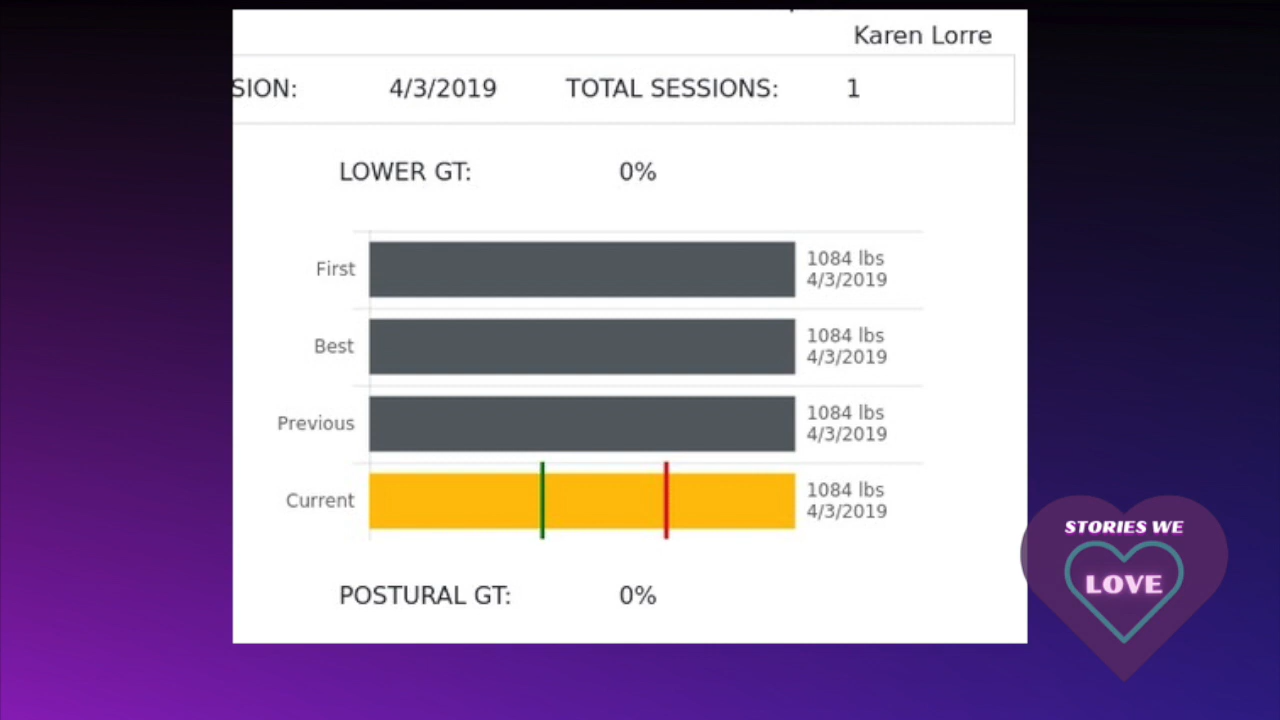 Karen Lorre
SION: 4/3/2019 TOTAL SESSIONS: 1
LOWER GT: 0%
First 1084 lbs
4/3/2019
Best 1084 lbs
4/3/2019
Previous 1084 lbs
4/3/2019
Current 1084 lbs
4/3/2019
POSTURAL GT: 0%
STORIES WE
LOVE